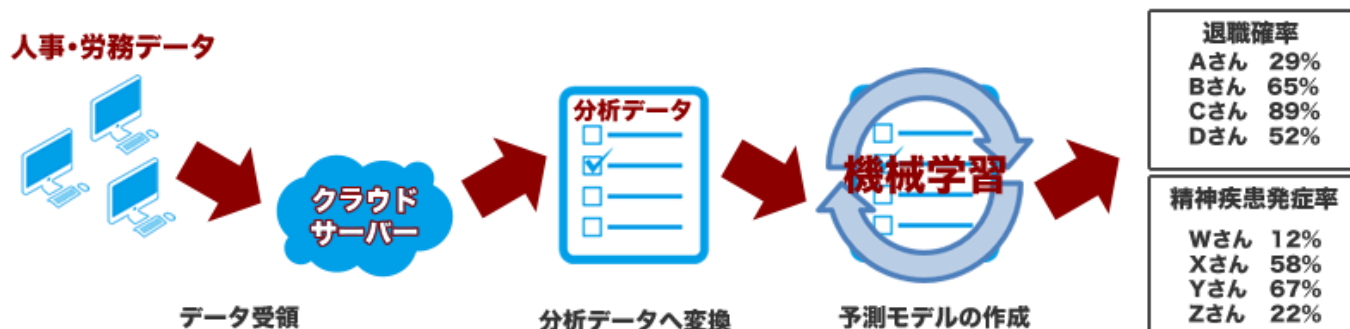 人事・労務データ
クラウド
サーバー
データ受領
分析データ
分析データへ変換
機械学習
予測モデルの作成
退職確率
Aさん 29%
Bさん 65%
Cさん 89%
Dさん 52%
精神疾患発症率
Wさん 12%
Xさん 58%
Yさん 67%
Zさん 22%